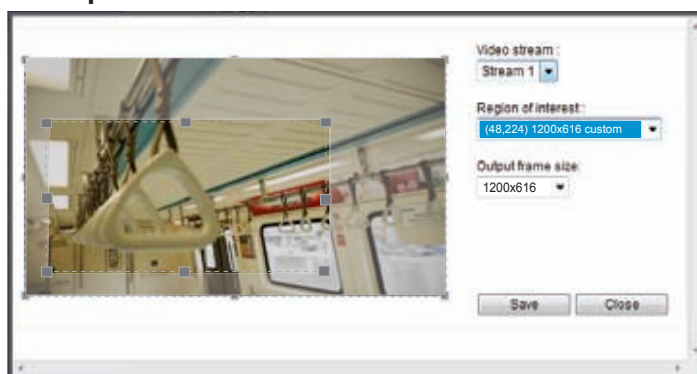 Video stream :
Stream 1
Region of interest :
(48,224) 1200x616 custom
Output frame size:
1200x616
Save
Close